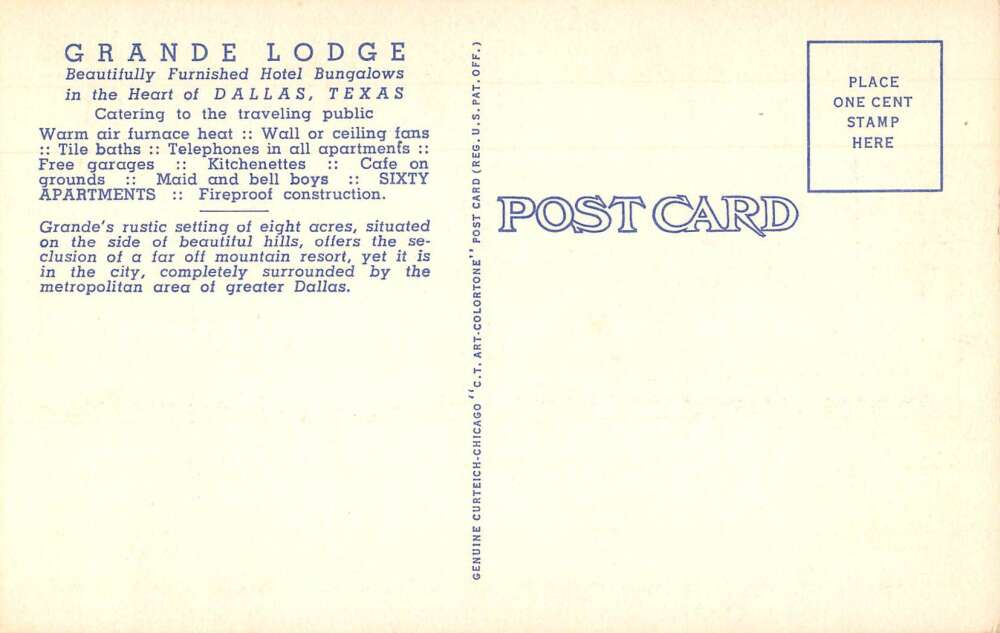 GRANDE LODGE
Beautifully Furnished Hotel Bungalows
in the Heart of DALLAS, TEXAS
Catering to the traveling public
Warm air furnace heat :: Wall or ceiling fans
:: Tile baths :: Telephones in all apartments ::
Free garages :: Kitchenettes :: Cafe on
grounds :: Maid and bell boys :: SIXTY
APARTMENTS :: Fireproof construction.
Grande's rustic setting of eight acres, situated
on the side of beautiful hills, offers the se-
clusion of a far off mountain resort, yet it is
in the city, completely surrounded by the
metropolitan area of greater Dallas.
GENUINE CURTEICH-CHICAGO "C.T. ART-COLORTONE" POST CARD (REG. U.S. PAT. OFF.)
POST CARD
PLACE
ONE CENT
STAMP
HERE